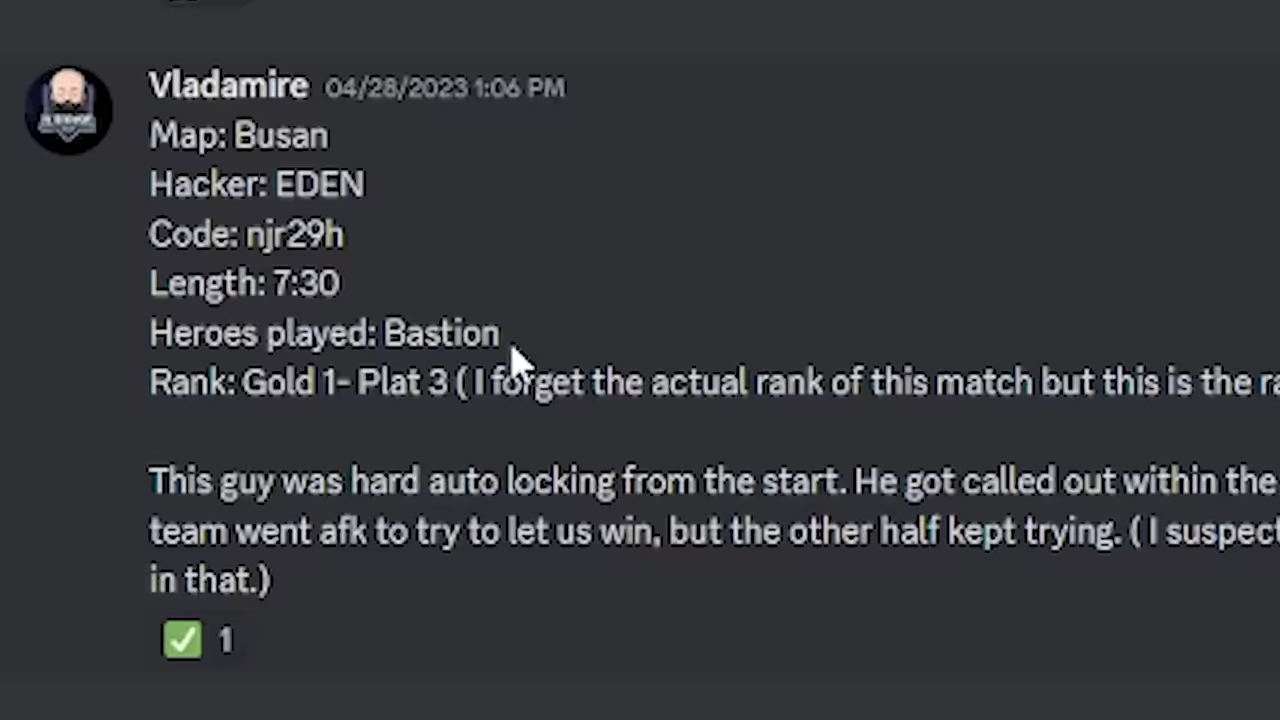 Vladamire 04/28/2023 1:06 PM
Map: Busan
Hacker: EDEN
Code: njr29h
Length: 7:30
Heroes played: Bastion
Rank: Gold 1- Plat 3 ( I forget the actual rank of this match but this is the
This guy was hard auto locking from the start. He got called out within the
team went afk to try to let us win, but the other half kept trying. ( I suspect
in that.)
1